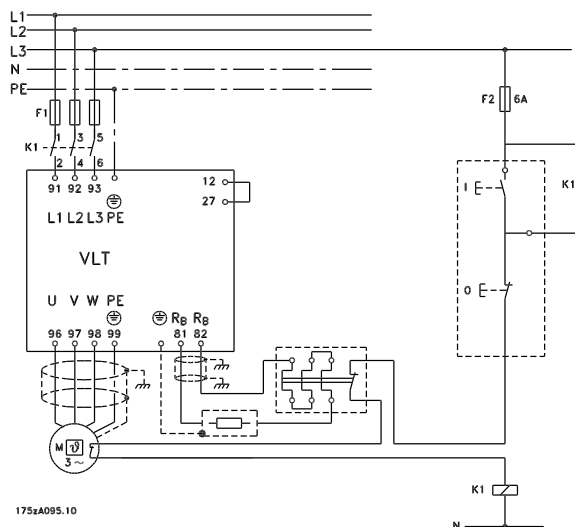 L1
L2
L3
N
PE
F1
F2 6A
K1
1 3 5
2 4 6
91 92 93
12
27
L1 L2 L3 PE
VLT
U V W PE
RB RB
96 97 98 99
81 82
I
K1
O
M ϑ
3 ~
K1
N
175zA095.10